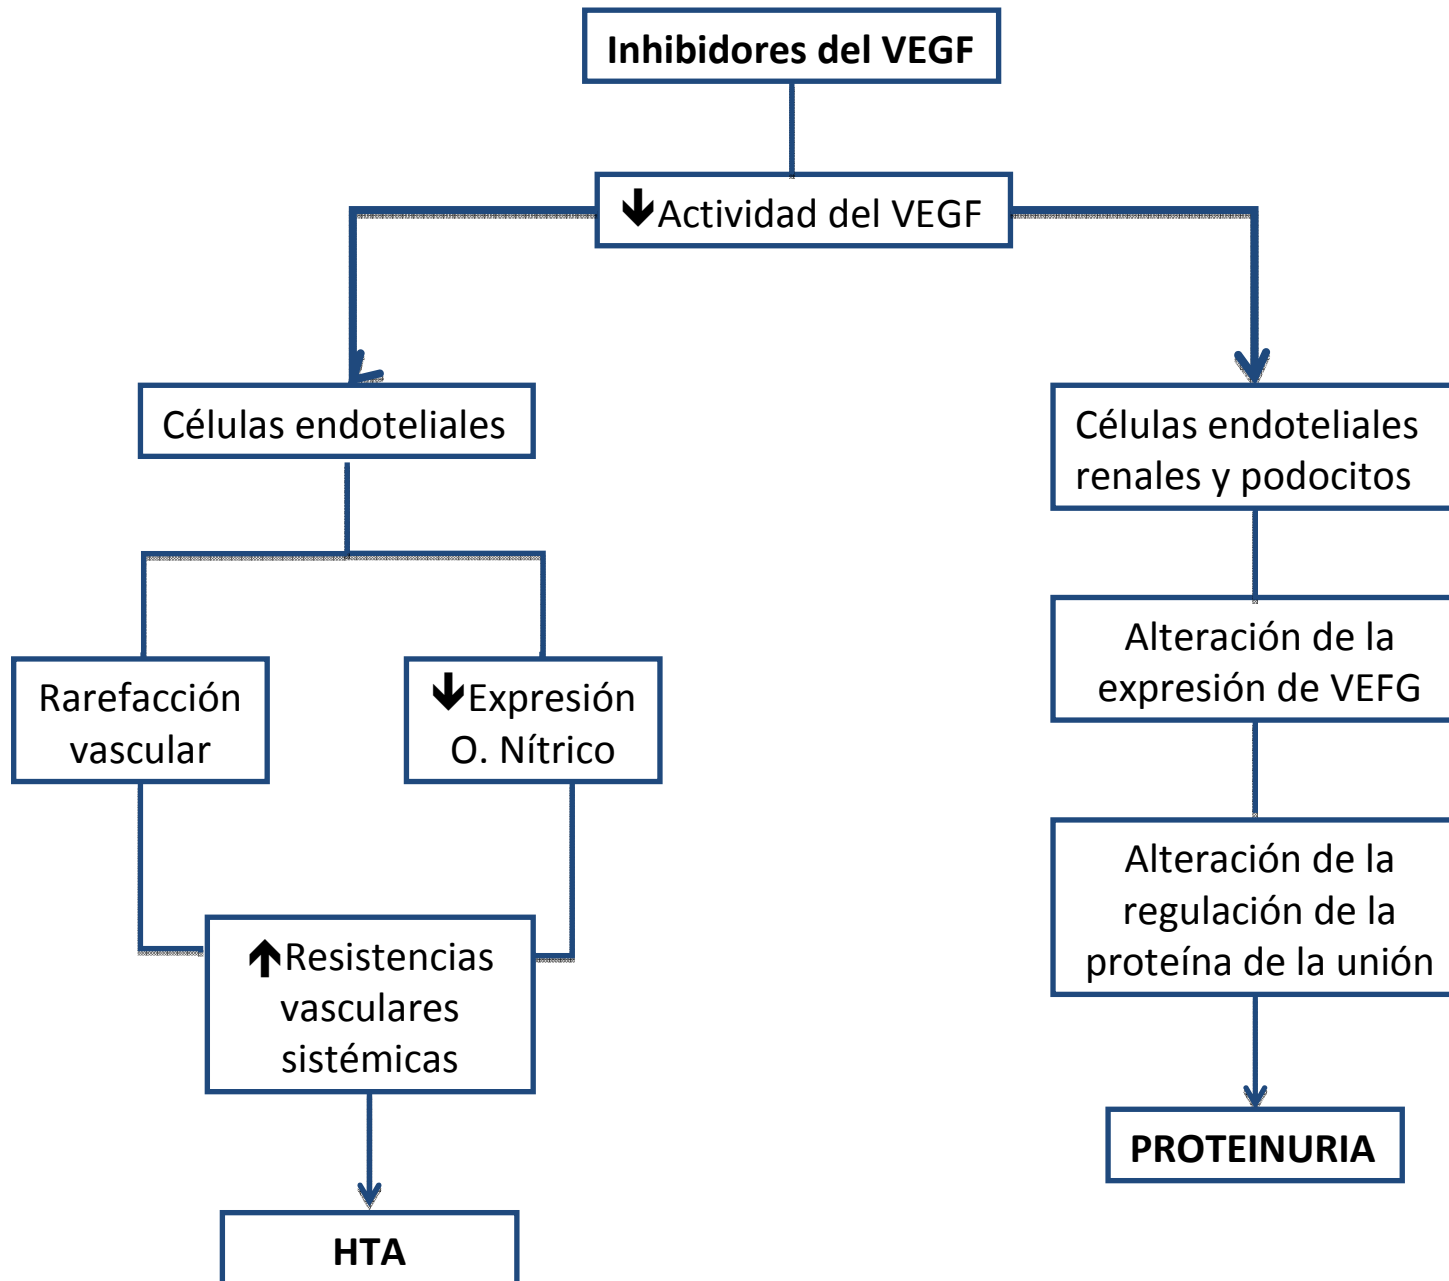 Inhibidores del VEGF
🡻Actividad del VEGF
Células endoteliales
Rarefacción
vascular
🡻Expresión
O. Nítrico
🡹Resistencias
vasculares
sistémicas
HTA
Células endoteliales
renales y podocitos
Alteración de la
expresión de VEFG
Alteración de la
regulación de la
proteína de la unión
PROTEINURIA